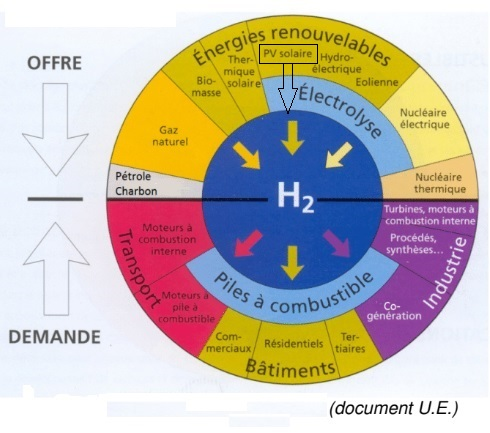 OFFRE
Énergies renouvelables
PV solaire
Ther-
mique
solaire
Hydro-
électrique
Bio-
masse
Eolienne
Électrolyse
Nucléaire
électrique
Gaz
naturel
Nucléaire
thermique
Pétrole
Charbon
H2
Turbines, moteurs à
combustion interne
Moteurs à
combustion
interne
Procédés,
synthèses...
Transport
Industrie
Piles à combustible
Moteurs à
pile à
combustible
Co-
génération
DEMANDE
Com-
merciaux
Résidentiels
Ter-
tiaires
Bâtiments
(document U.E.)